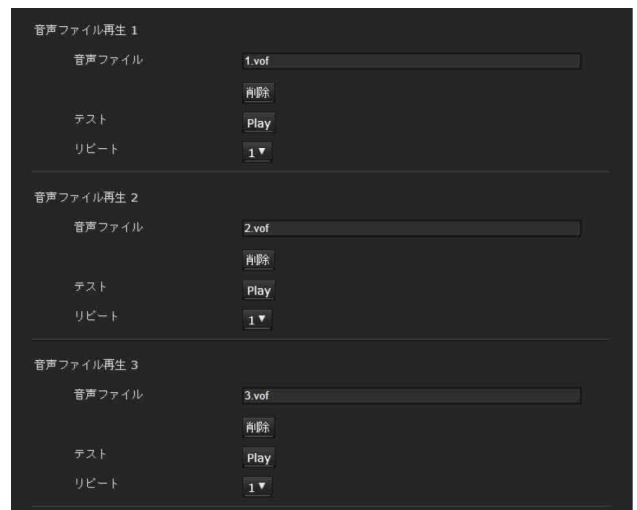 音声ファイル再生 1
音声ファイル 1.vof
削除
テスト Play
リピート 1▼
音声ファイル再生 2
音声ファイル 2.vof
削除
テスト Play
リピート 1▼
音声ファイル再生 3
音声ファイル 3.vof
削除
テスト Play
リピート 1▼